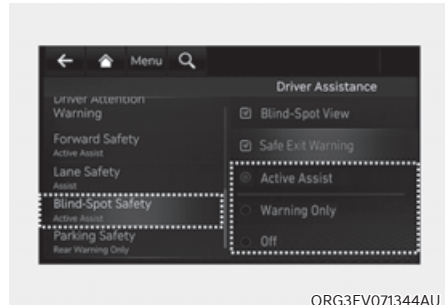 Menu
Driver Assistance
Driver Attention
Warning
Forward Safety
Active Assist
Lane Safety
Assist
Blind-Spot Safety
Active Assist
Parking Safety
Rear Warning Only
Blind-Spot View
Safe Exit Warning
Active Assist
Warning Only
Off
ORG3EV071344AU